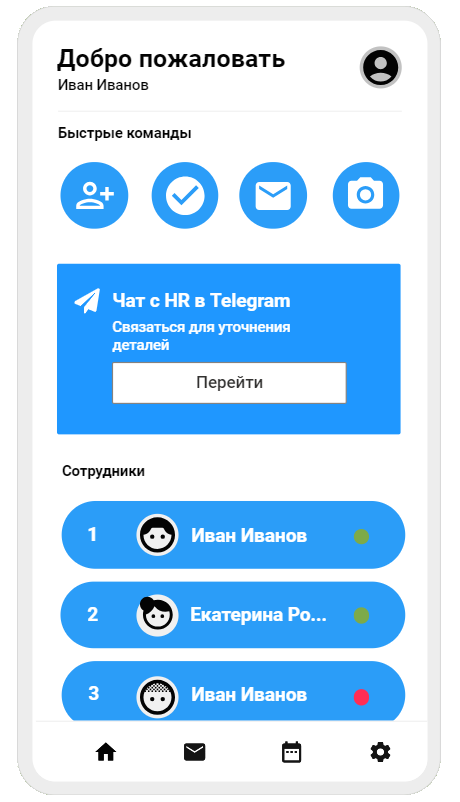 Добро пожаловать
Иван Иванов
Быстрые команды
Чат с HR в Telegram
Связаться для уточнения
деталей
Перейти
Сотрудники
1 Иван Иванов
2 Екатерина Ро...
3 Иван Иванов